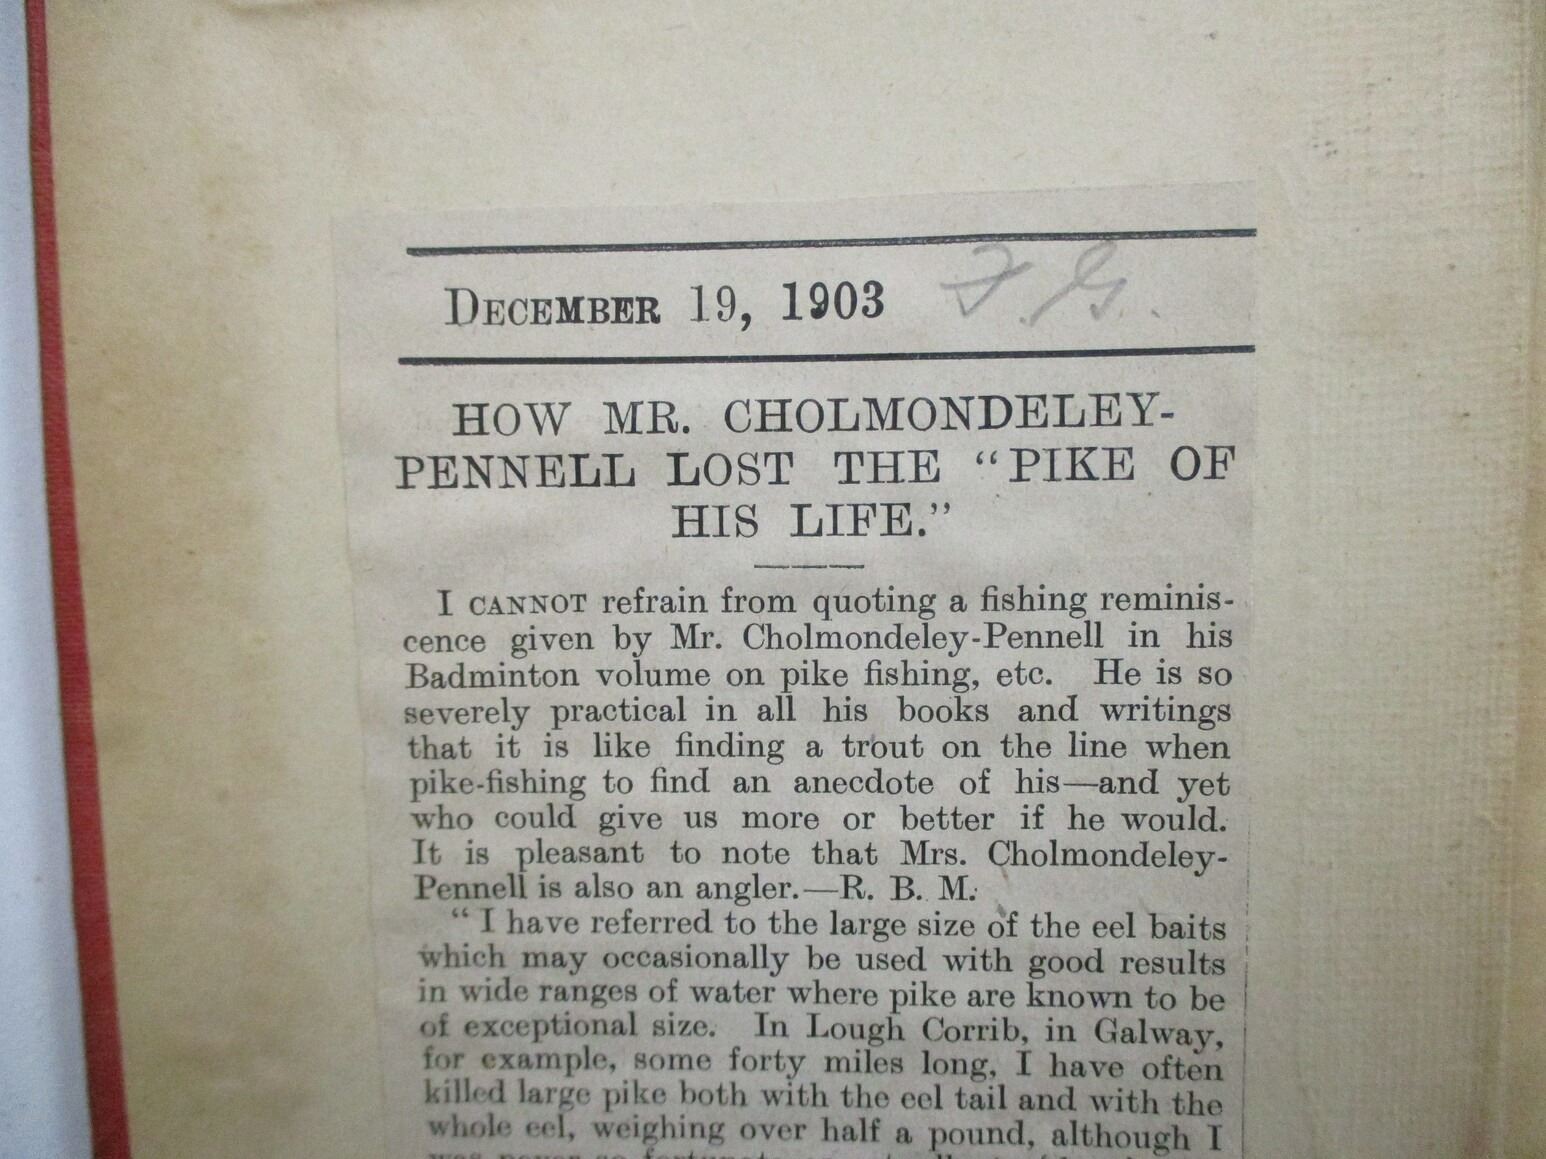 DECEMBER 19, 1903 F. G.
HOW MR. CHOLMONDELEY-
PENNELL LOST THE "PIKE OF
HIS LIFE."
I CANNOT refrain from quoting a fishing reminis-
cence given by Mr. Cholmondeley-Pennell in his
Badminton volume on pike fishing, etc. He is so
severely practical in all his books and writings
that it is like finding a trout on the line when
pike-fishing to find an anecdote of his—and yet
who could give us more or better if he would.
It is pleasant to note that Mrs. Cholmondeley-
Pennell is also an angler.—R. B. M.
"I have referred to the large size of the eel baits
which may occasionally be used with good results
in wide ranges of water where pike are known to be
of exceptional size. In Lough Corrib, in Galway,
for example, some forty miles long, I have often
killed large pike both with the eel tail and with the
whole eel, weighing over half a pound, although I